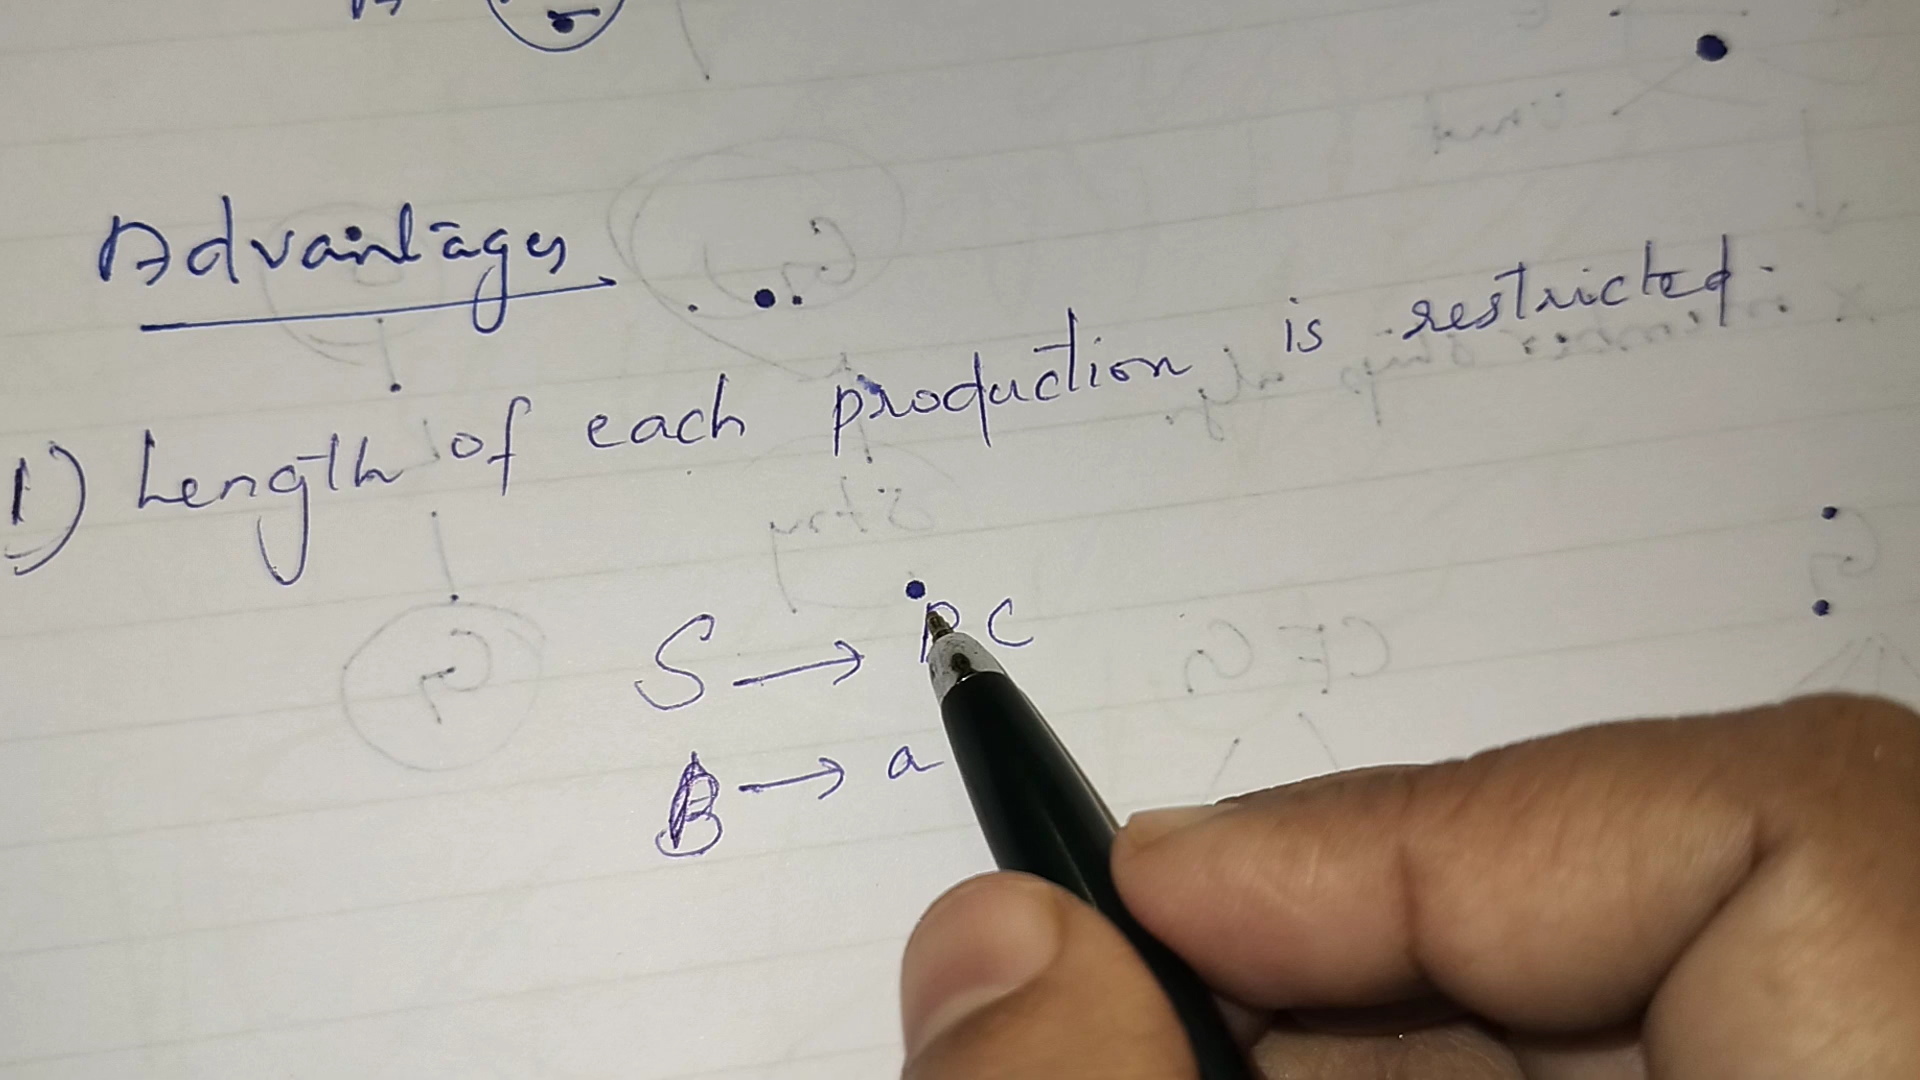 Advantages
1) Length of each production is restricted.
S → BC
B → a